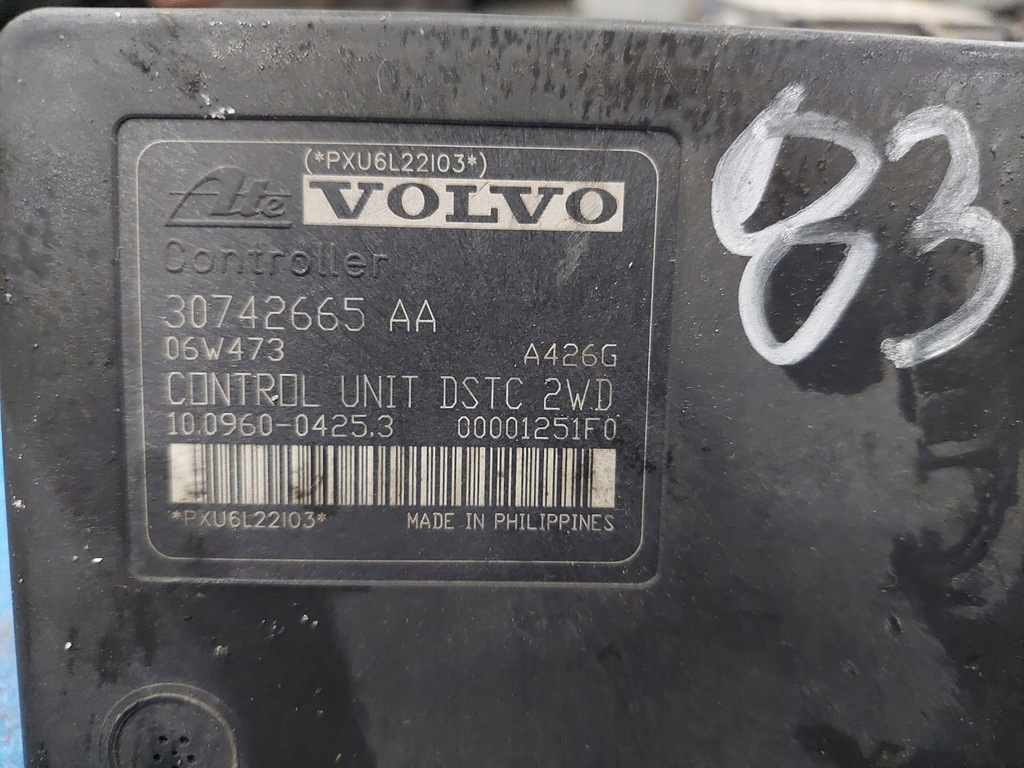 (*PXU6L22I03*)
Ate VOLVO
Controller
30742665 AA
06W473 A426G
CONTROL UNIT DSTC 2W.D
10.0960-0425.3 00001251F0
*PXU6L22I03* MADE IN PHILIPPINES
83